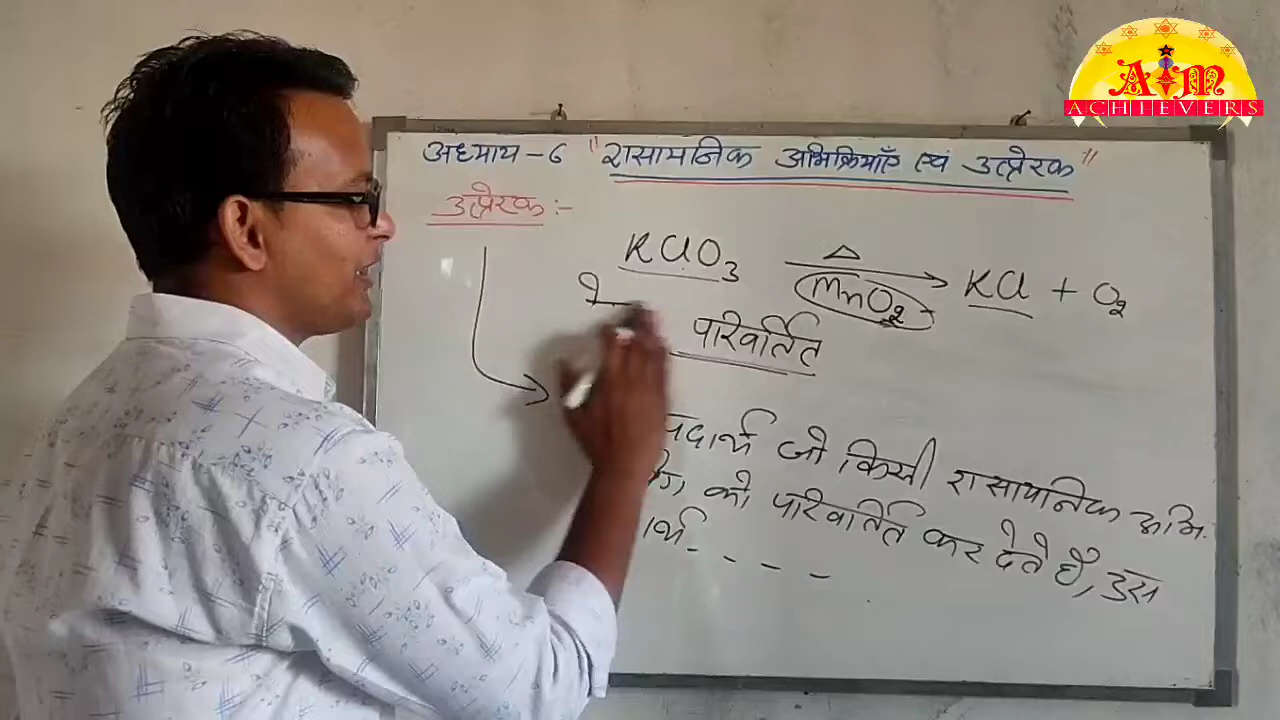 AIM
ACHIEVERS
अध्याय-6 "रासायनिक अभिक्रियाएँ एवं उत्प्रेरक"
उत्प्रेरक:-
KClO3 Δ MnO2 → KCl + O2
परिवर्तित
पदार्थ जो किसी रासायनिक अभि.
को परिवर्तित कर देते हैं, उस
- - - -